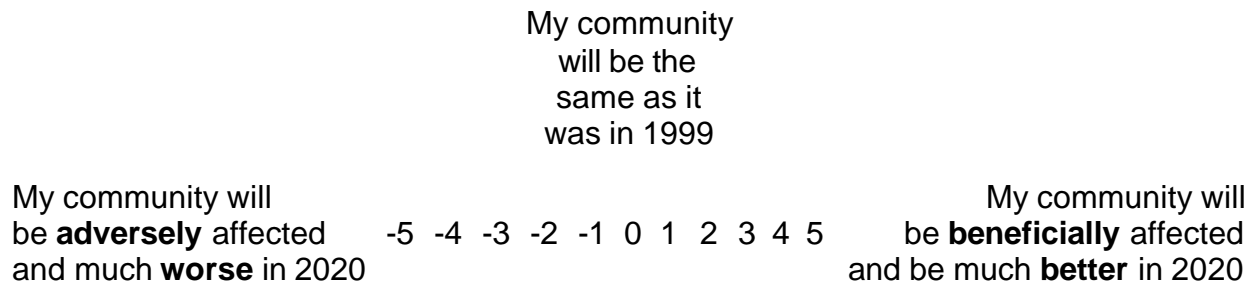 My community
will be the
same as it
was in 1999
My community will
be adversely affected
and much worse in 2020
-5 -4 -3 -2 -1 0 1 2 3 4 5
My community will
be beneficially affected
and be much better in 2020